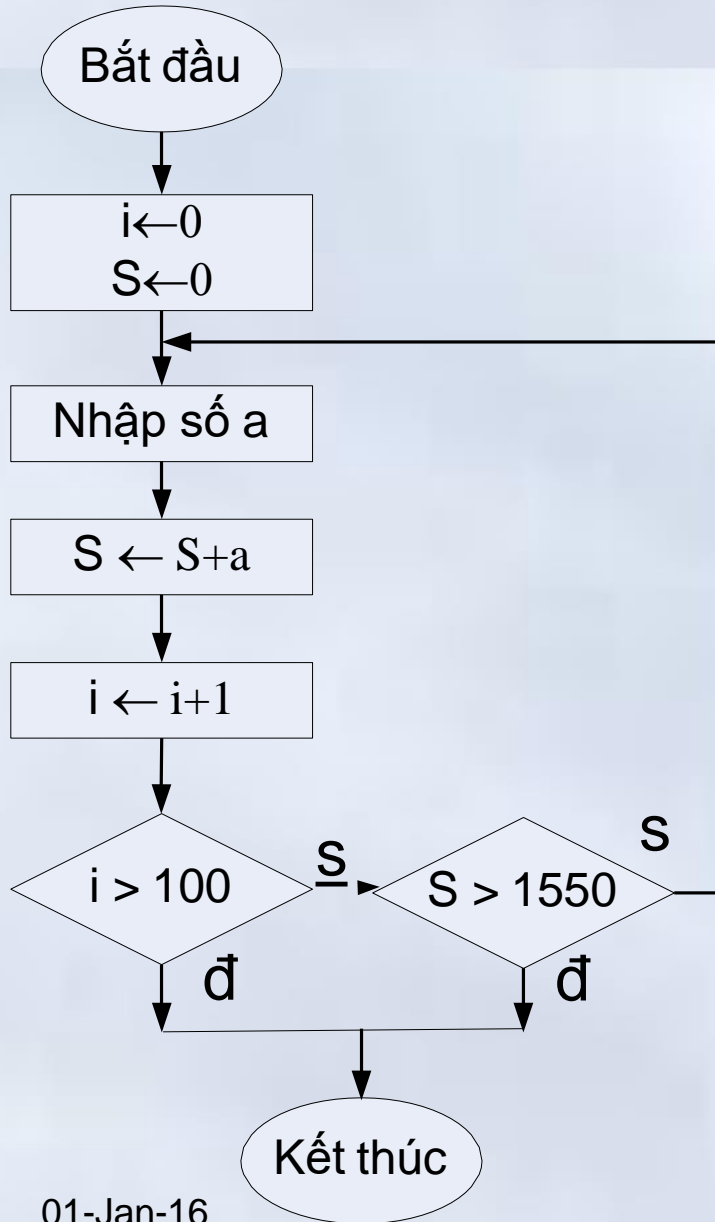 Bắt đầu
i←0
S←0
Nhập số a
S ← S+a
i ← i+1
i > 100
s
S > 1550
s
đ
đ
Kết thúc
01-Jan-16